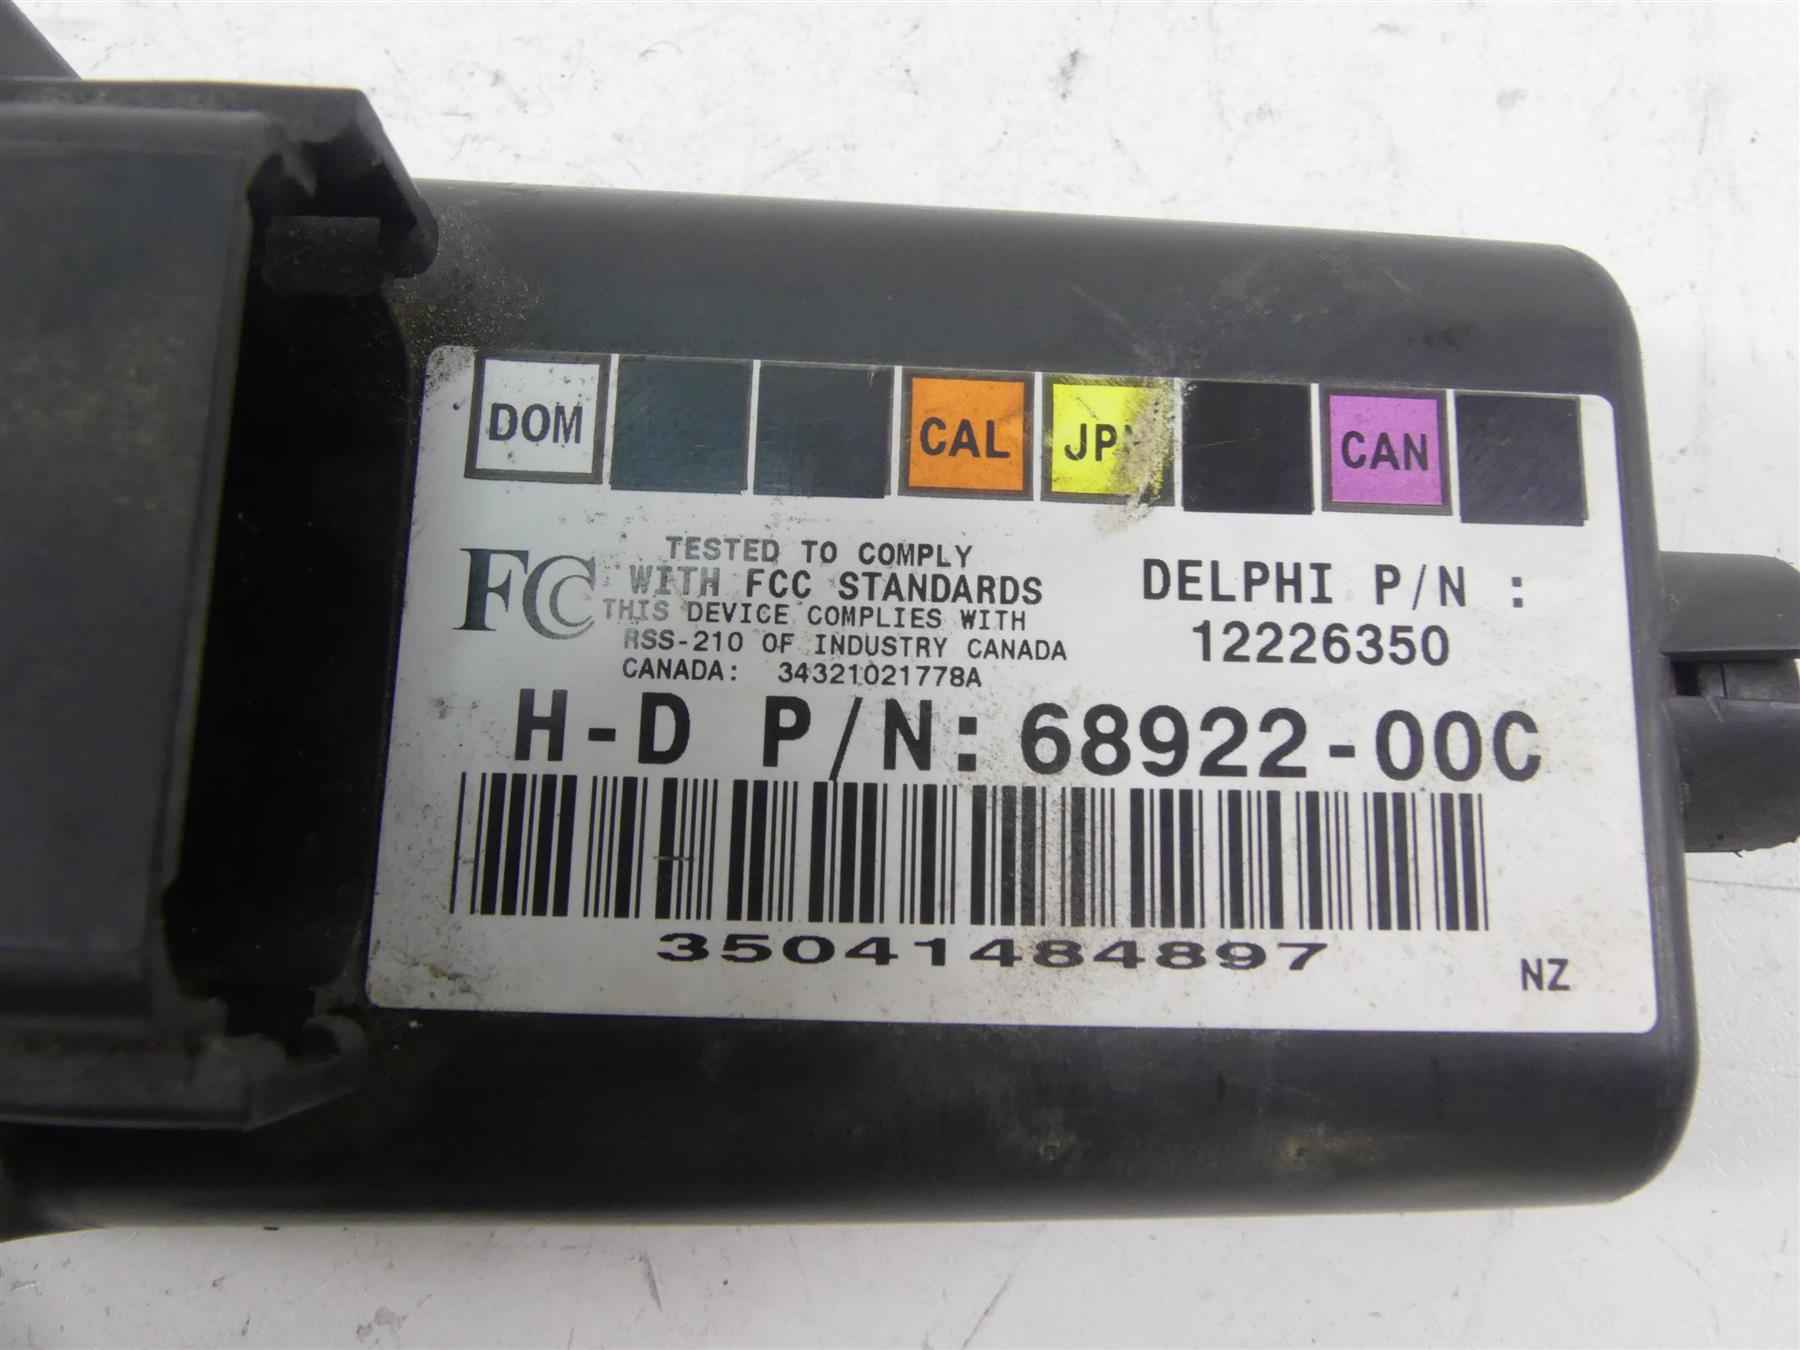 DOM CAL JPN CAN
FCC
TESTED TO COMPLY
WITH FCC STANDARDS
THIS DEVICE COMPLIES WITH
RSS-210 OF INDUSTRY CANADA
CANADA: 34321021778A
DELPHI P/N :
12226350
H-D P/N: 68922-00C
35041484897
NZ